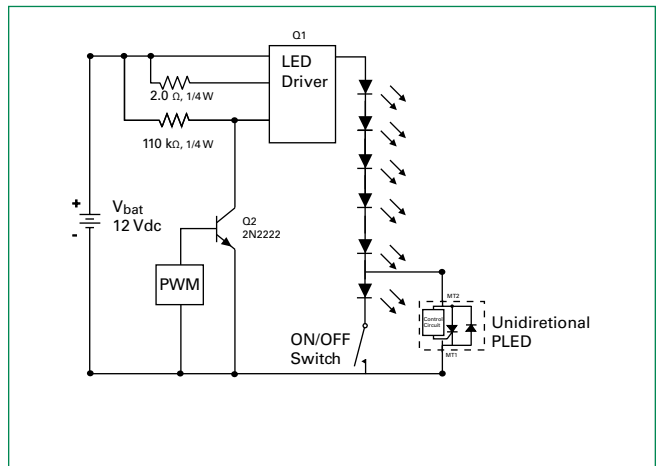 Q1
LED
Driver
2.0 Ω, 1/4 W
110 kΩ, 1/4 W
+
Vbat
12 Vdc
-
Q2
2N2222
PWM
MT2
Control
Circuit
MT1
Unidiretional
PLED
ON/OFF
Switch